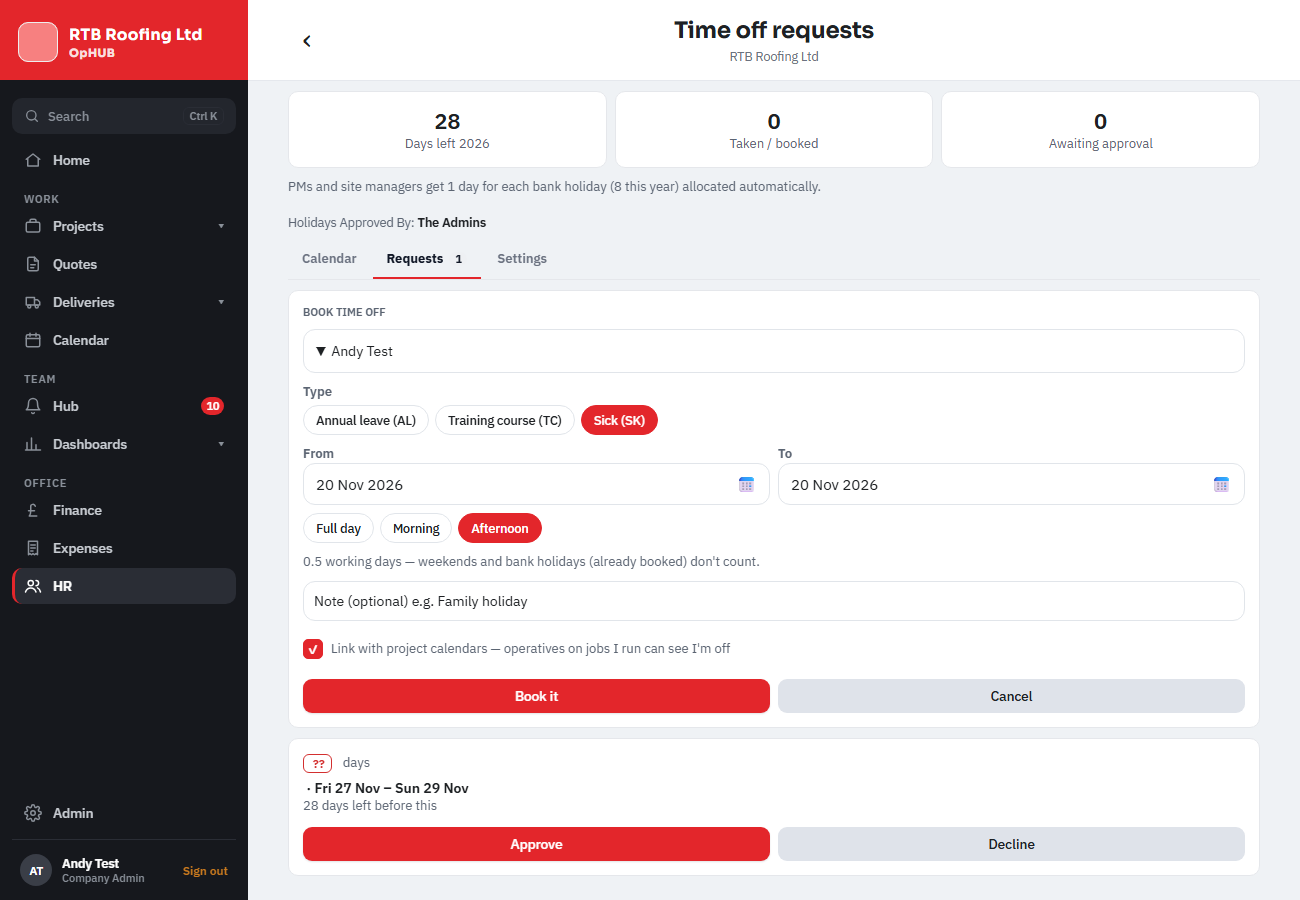 RTB Roofing Ltd
OpHUB
Search Ctrl K
Home
WORK
Projects
Quotes
Deliveries
Calendar
TEAM
Hub 10
Dashboards
OFFICE
Finance
Expenses
HR
Admin
AT
Andy Test
Company Admin
Sign out
Time off requests
RTB Roofing Ltd
28
Days left 2026
0
Taken / booked
0
Awaiting approval
PMs and site managers get 1 day for each bank holiday (8 this year) allocated automatically.
Holidays Approved By: The Admins
Calendar Requests 1 Settings
BOOK TIME OFF
▼ Andy Test
Type
Annual leave (AL) Training course (TC) Sick (SK)
From To
20 Nov 2026 20 Nov 2026
Full day Morning Afternoon
0.5 working days — weekends and bank holidays (already booked) don't count.
Note (optional) e.g. Family holiday
Link with project calendars — operatives on jobs I run can see I'm off
Book it Cancel
?? days
· Fri 27 Nov – Sun 29 Nov
28 days left before this
Approve Decline